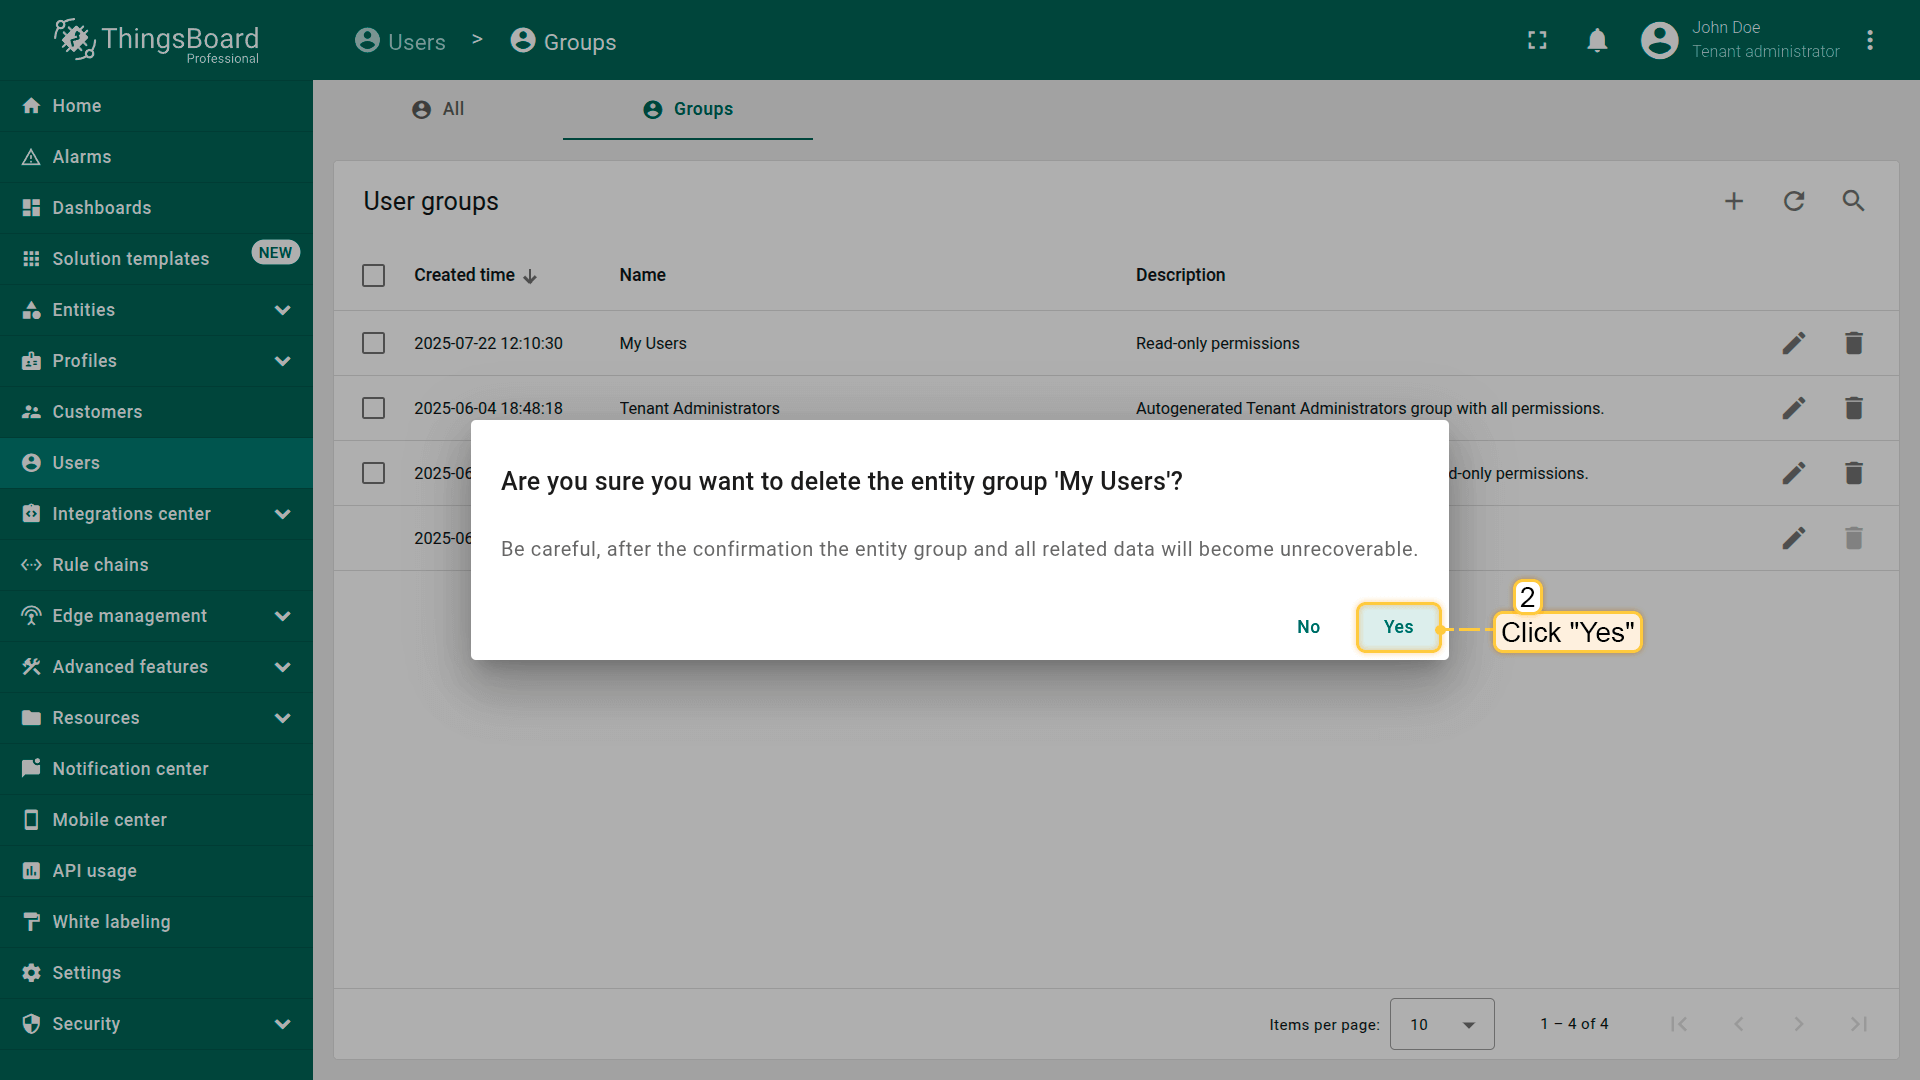 ThingsBoard
Professional
Users > Groups
John Doe
Tenant administrator
Home
Alarms
Dashboards
Solution templates NEW
Entities
Profiles
Customers
Users
Integrations center
Rule chains
Edge management
Advanced features
Resources
Notification center
Mobile center
API usage
White labeling
Settings
Security
All Groups
User groups
Created time Name Description
2025-07-22 12:10:30 My Users Read-only permissions
2025-06-04 18:48:18 Tenant Administrators Autogenerated Tenant Administrators group with all permissions.
2025-06 d-only permissions.
2025-06
Are you sure you want to delete the entity group 'My Users'?
Be careful, after the confirmation the entity group and all related data will become unrecoverable.
No Yes
2
Click "Yes"
Items per page: 10 1 – 4 of 4